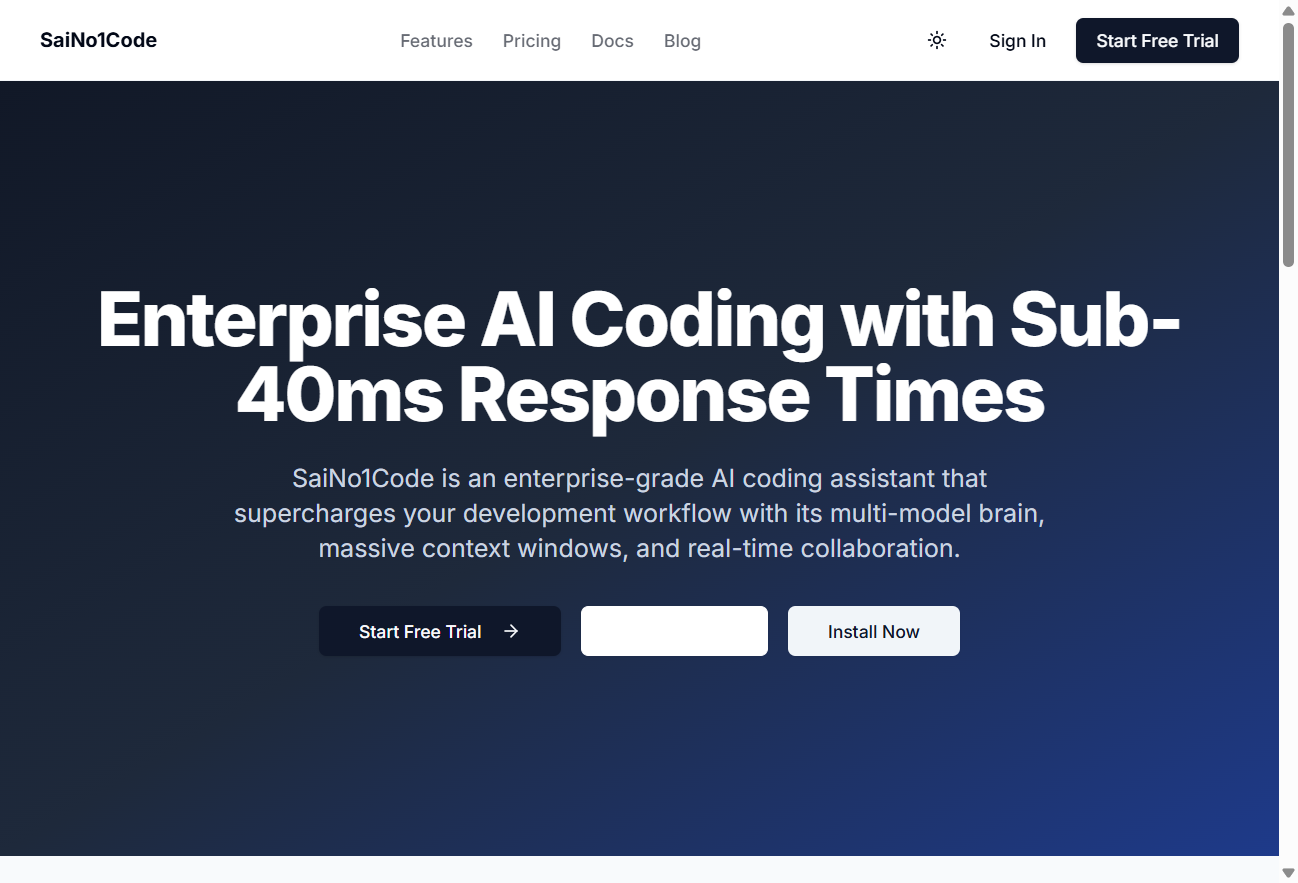 SaiNo1Code
Features
Pricing
Docs
Blog
Sign In
Start Free Trial
Enterprise AI Coding with Sub-
40ms Response Times
SaiNo1Code is an enterprise-grade AI coding assistant that
supercharges your development workflow with its multi-model brain,
massive context windows, and real-time collaboration.
Start Free Trial
Install Now